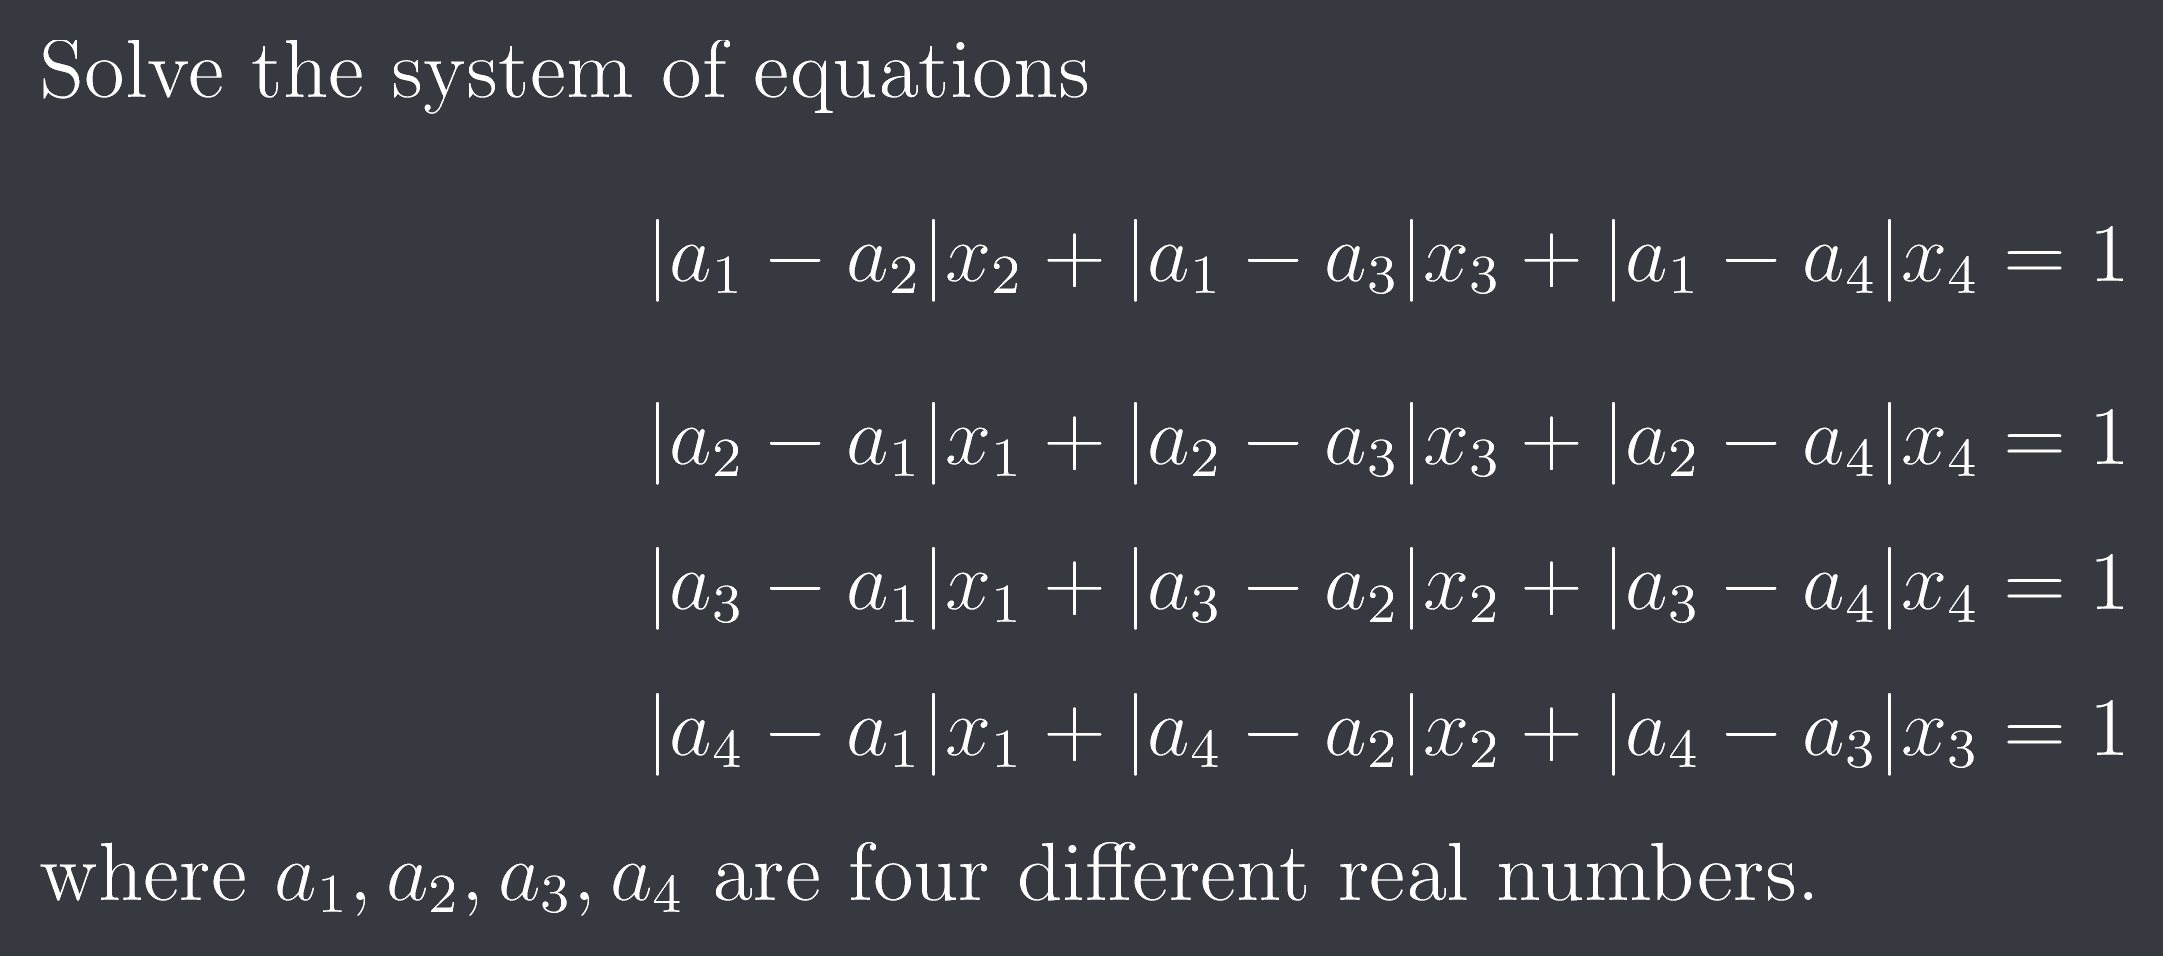 Solve the system of equations
|a₁ − a₂|x₂ + |a₁ − a₃|x₃ + |a₁ − a₄|x₄ = 1
|a₂ − a₁|x₁ + |a₂ − a₃|x₃ + |a₂ − a₄|x₄ = 1
|a₃ − a₁|x₁ + |a₃ − a₂|x₂ + |a₃ − a₄|x₄ = 1
|a₄ − a₁|x₁ + |a₄ − a₂|x₂ + |a₄ − a₃|x₃ = 1
where a₁, a₂, a₃, a₄ are four different real numbers.